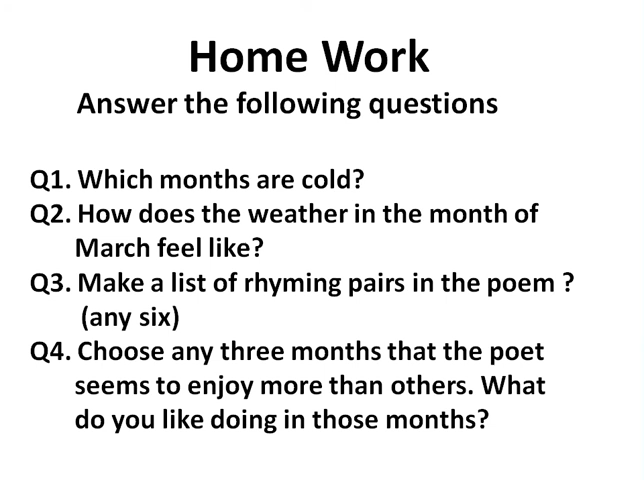 Home Work
Answer the following questions
Q1. Which months are cold?
Q2. How does the weather in the month of
March feel like?
Q3. Make a list of rhyming pairs in the poem ?
(any six)
Q4. Choose any three months that the poet
seems to enjoy more than others. What
do you like doing in those months?